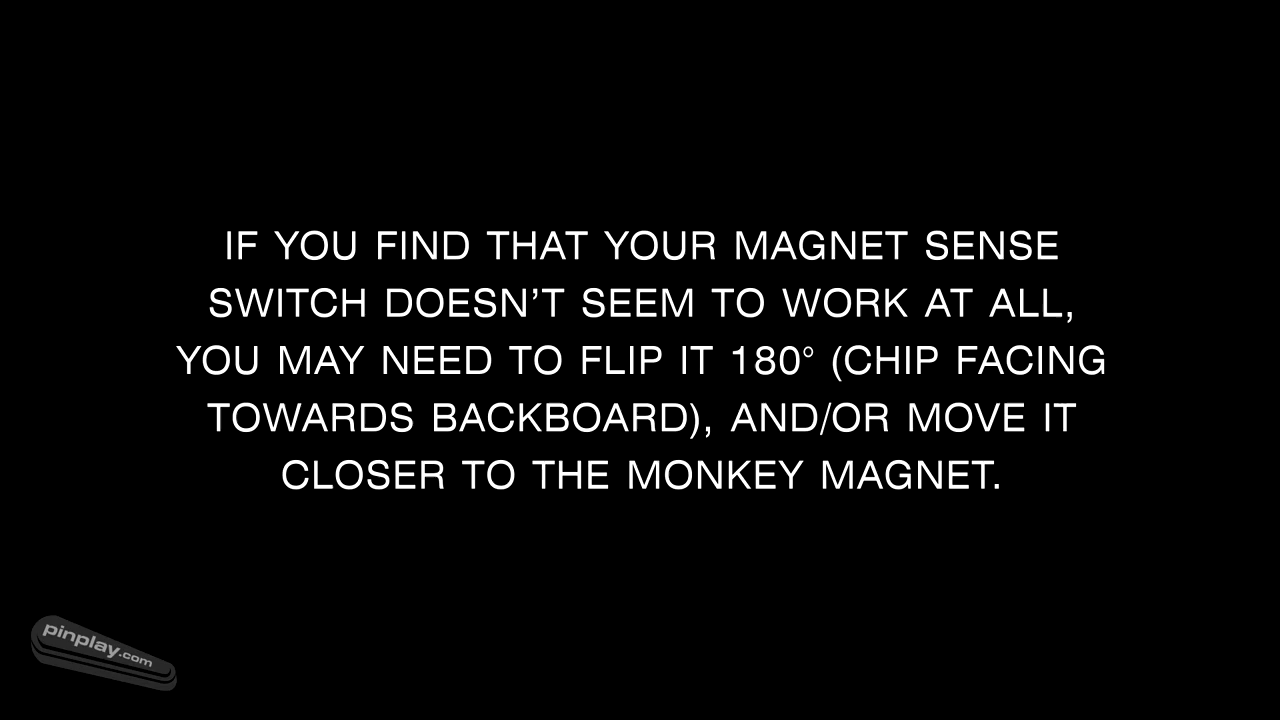 IF YOU FIND THAT YOUR MAGNET SENSE
SWITCH DOESN’T SEEM TO WORK AT ALL,
YOU MAY NEED TO FLIP IT 180° (CHIP FACING
TOWARDS BACKBOARD), AND/OR MOVE IT
CLOSER TO THE MONKEY MAGNET.
pinplay.com